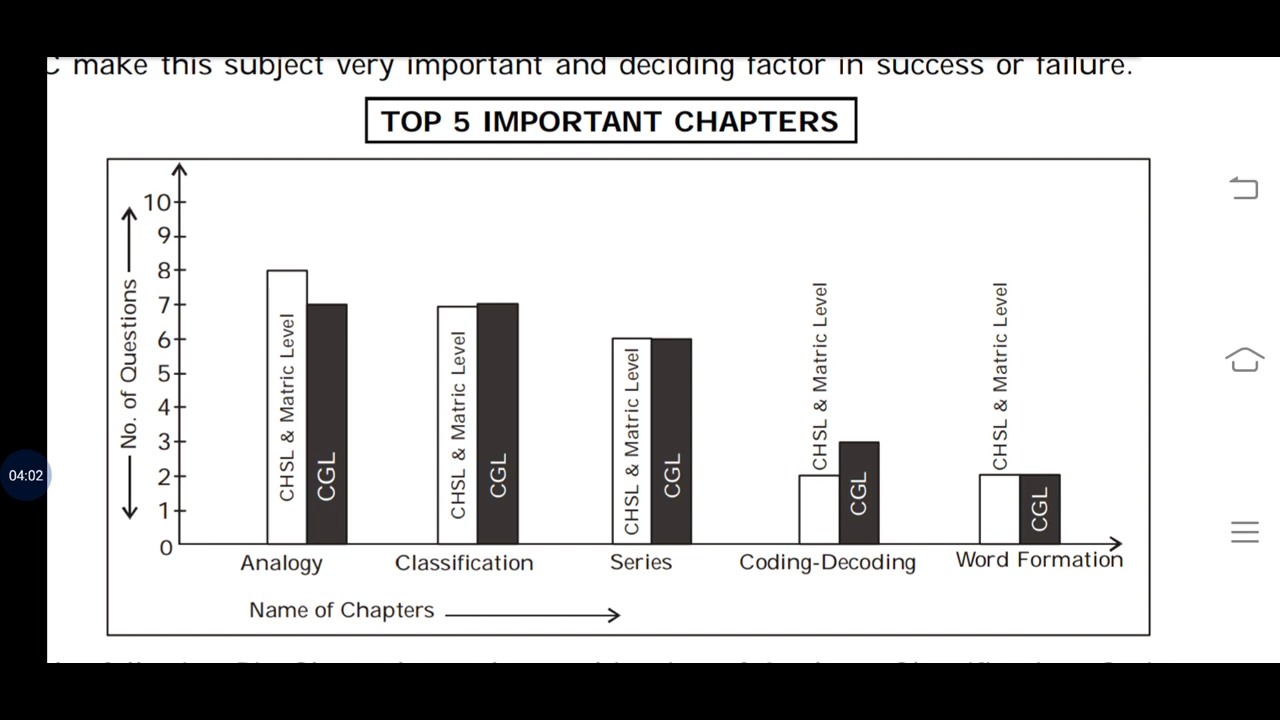 make this subject very important and deciding factor in success or failure.
TOP 5 IMPORTANT CHAPTERS
No. of Questions
10
9
8
7
6
5
4
3
2
1
0
CHSL & Matric Level
CGL
CHSL & Matric Level
CGL
CHSL & Matric Level
CGL
CHSL & Matric Level
CGL
CHSL & Matric Level
CGL
Analogy Classification Series Coding-Decoding Word Formation
Name of Chapters
04:02